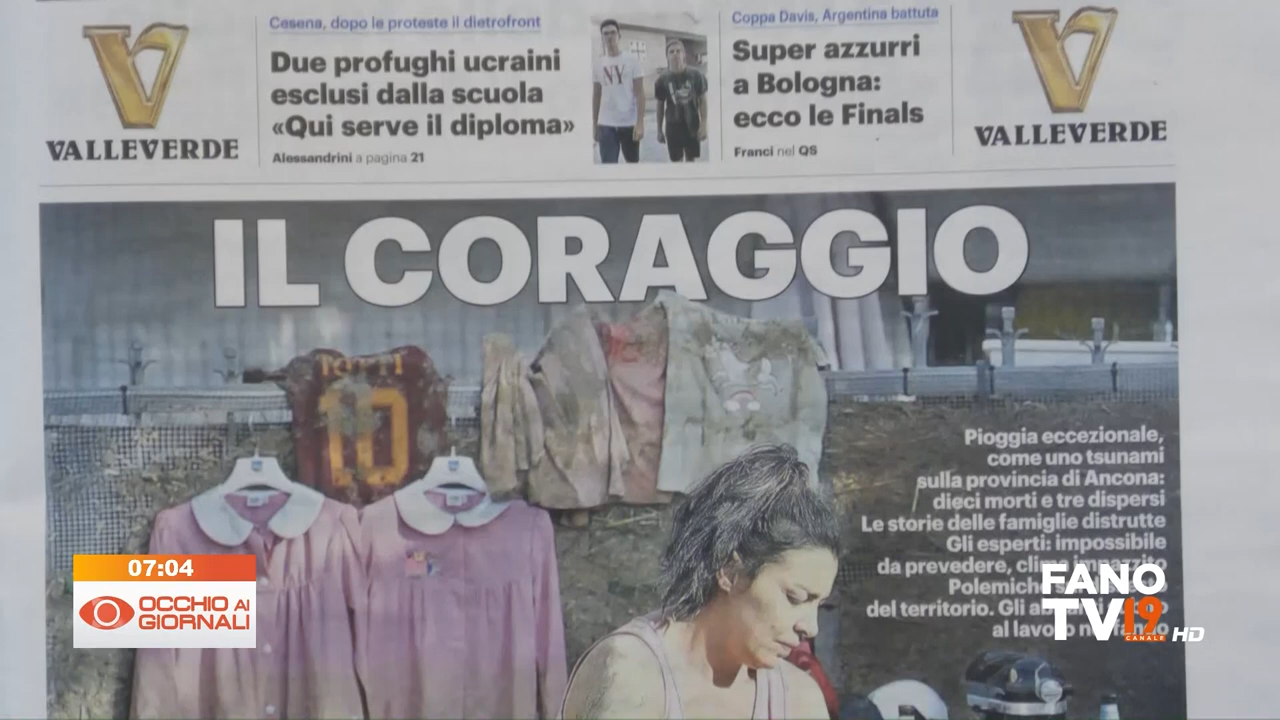 VALLEVERDE
Cesena, dopo le proteste il dietrofront
Due profughi ucraini
esclusi dalla scuola
«Qui serve il diploma»
Alessandrini a pagina 21
NY
Coppa Davis, Argentina battuta
Super azzurri
a Bologna:
ecco le Finals
Franci nel QS
VALLEVERDE
IL CORAGGIO
TOTTI
10
Pioggia eccezionale,
come uno tsunami
sulla provincia di Ancona:
dieci morti e tre dispersi
Le storie delle famiglie distrutte
Gli esperti: impossibile
da prevedere,
del territorio. Gli
al lavoro
07:04
OCCHIO AI
GIORNALI
FANO
TV 19
CANALE
HD